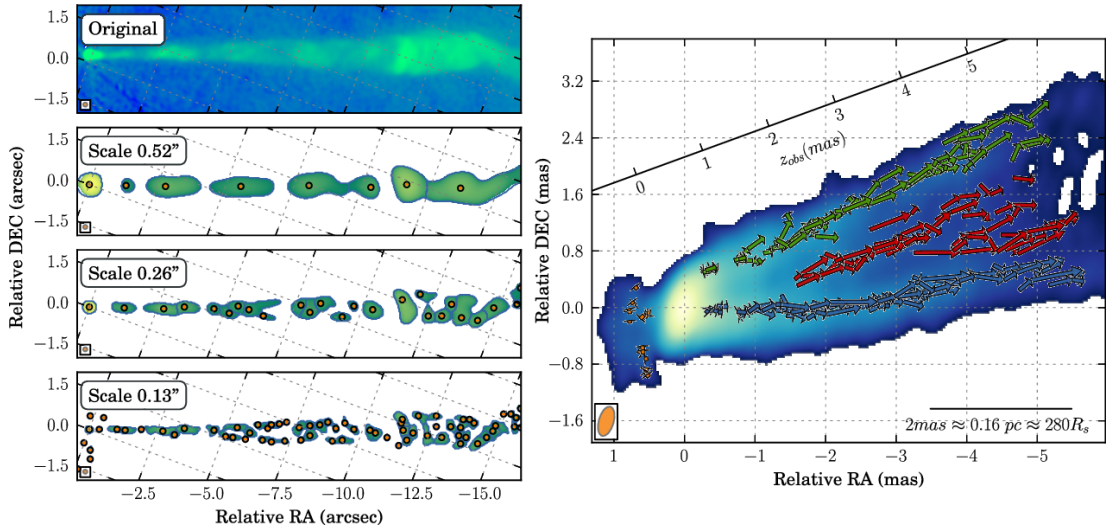 1.5
0.0
−1.5
Original
1.5
0.0
−1.5
Scale 0.52”
1.5
0.0
−1.5
Scale 0.26”
1.5
0.0
−1.5
Scale 0.13”
−2.5 −5.0 −7.5 −10.0 −12.5 −15.0
Relative RA (arcsec)
Relative DEC (arcsec)
3.2
2.4
1.6
0.8
0.0
−0.8
−1.6
Relative DEC (mas)
0 1 2 3 4 5
z_obs(mas)
2mas ≈ 0.16 pc ≈ 280R_s
1 0 −1 −2 −3 −4 −5
Relative RA (mas)